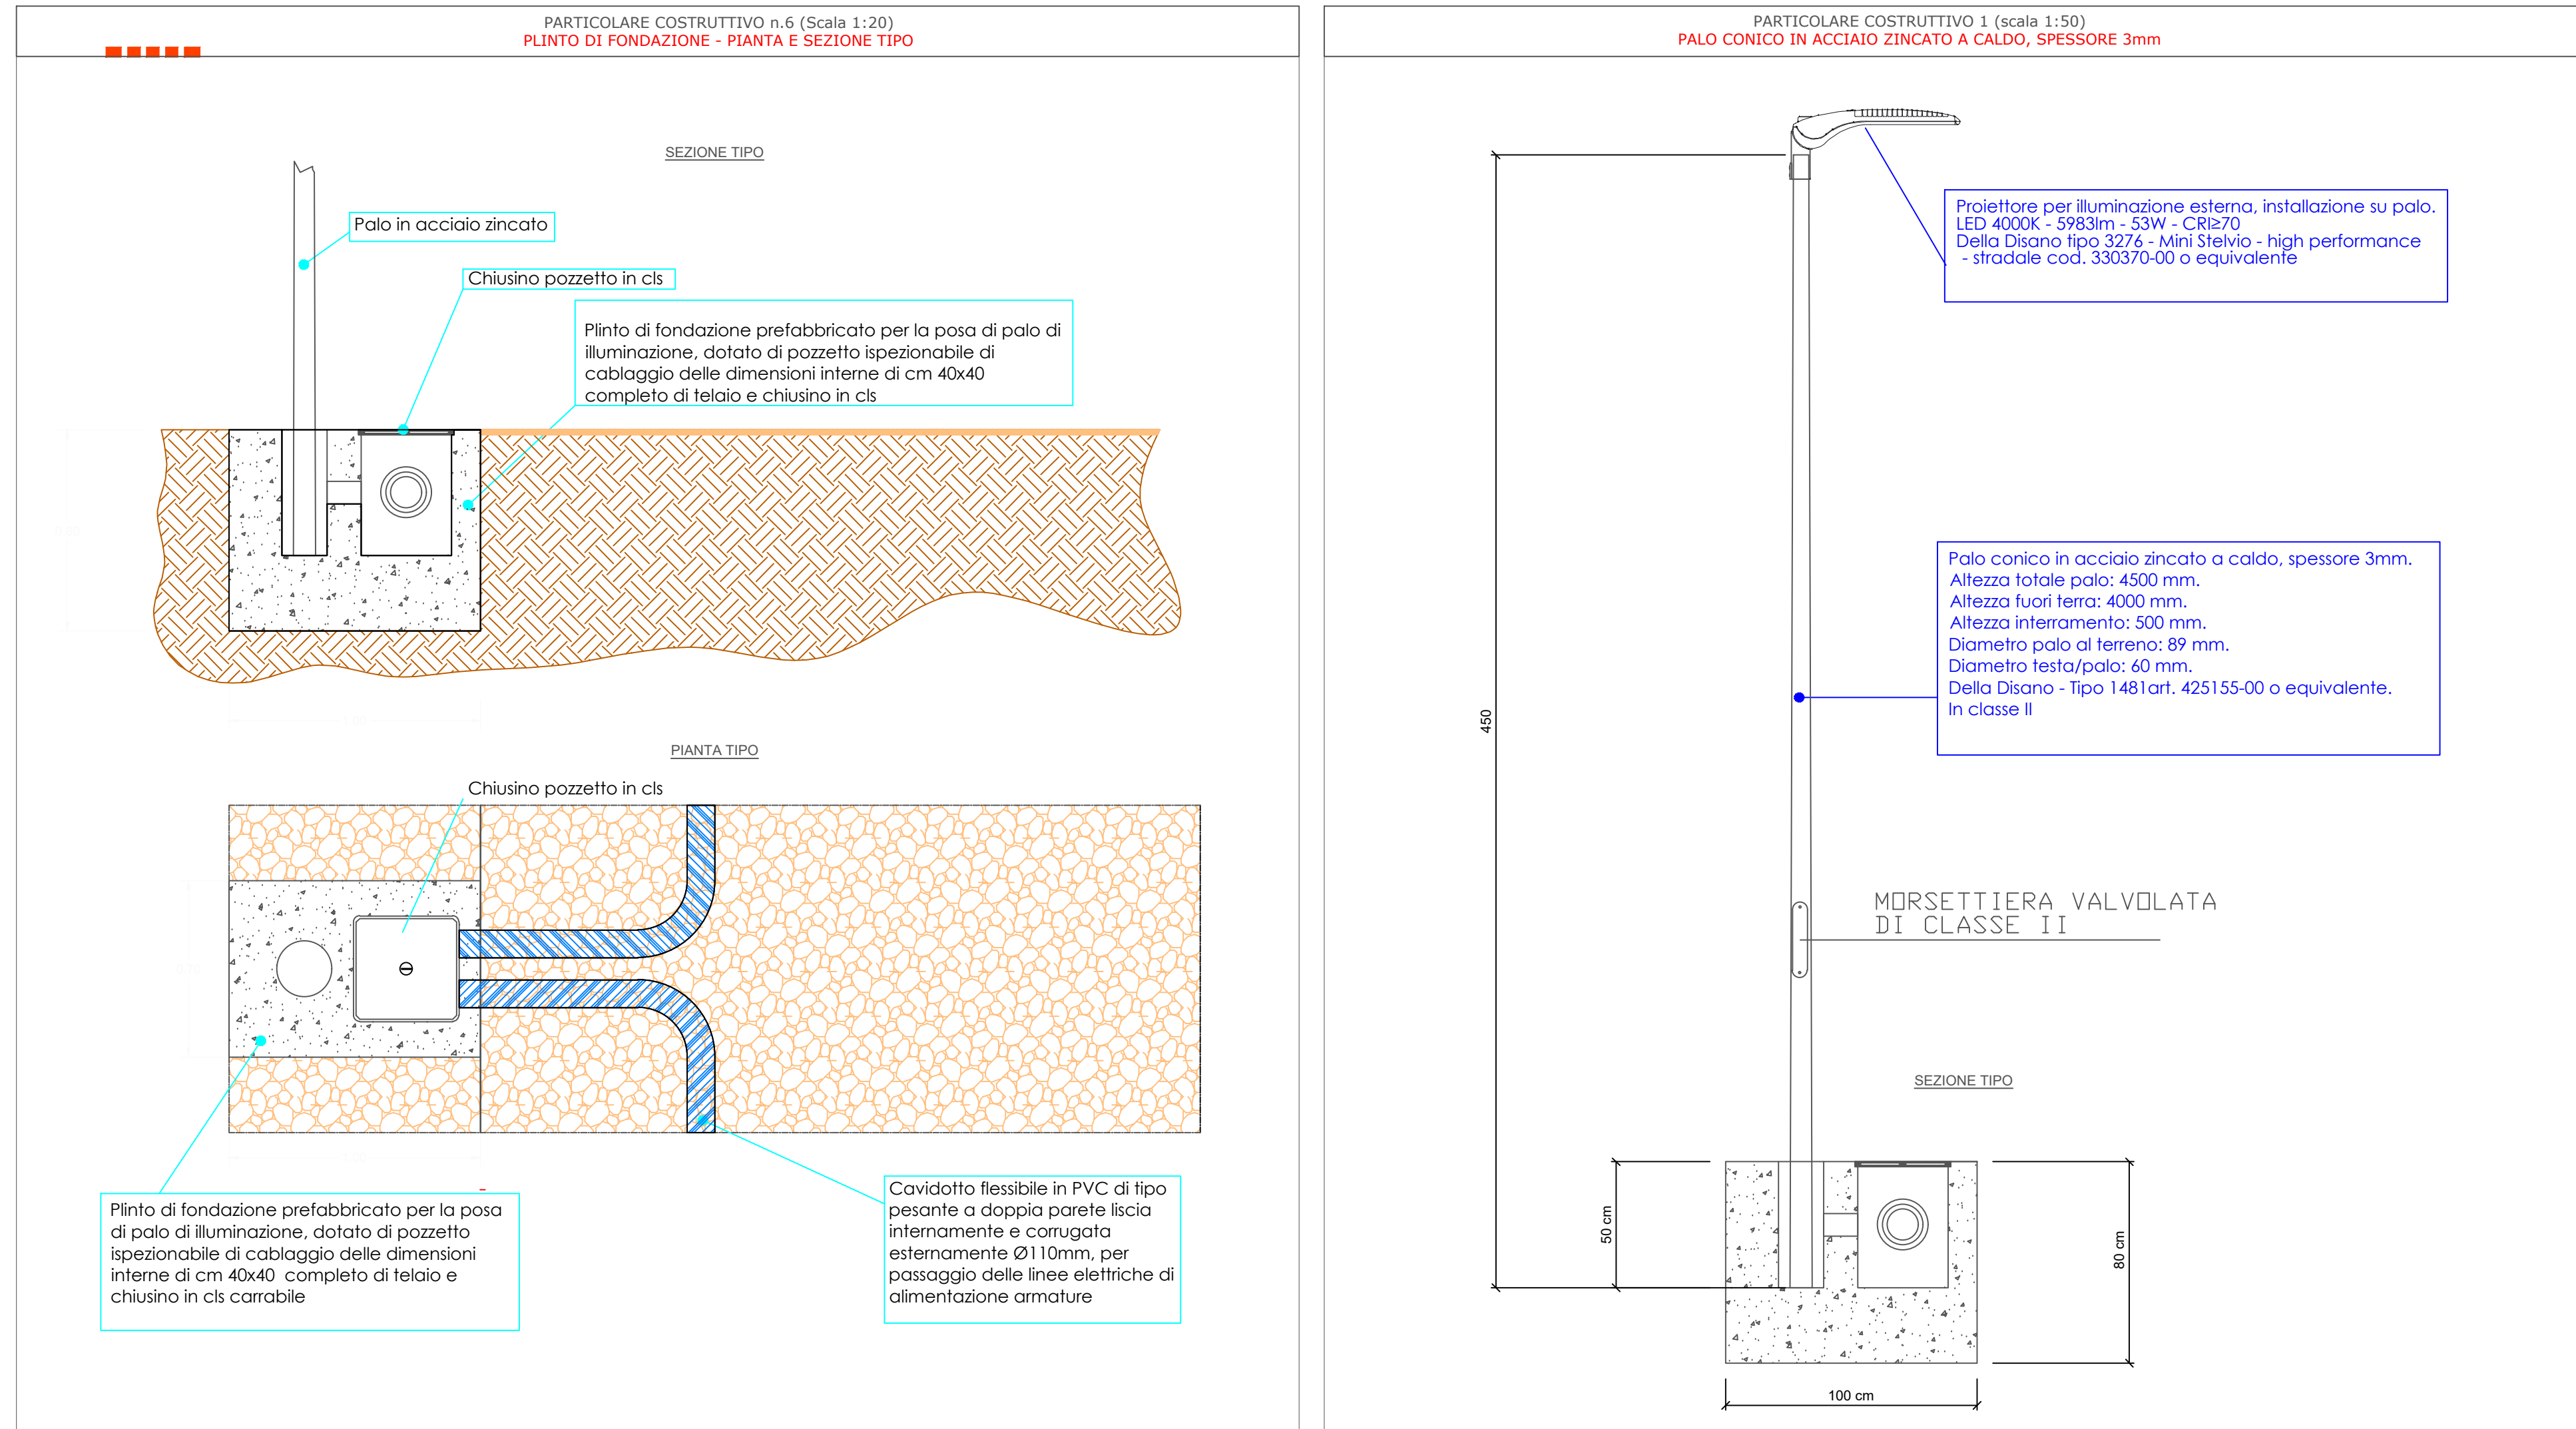 PARTICOLARE COSTRUTTIVO n.6 (Scala 1:20)
PLINTO DI FONDAZIONE - PIANTA E SEZIONE TIPO
SEZIONE TIPO
Palo in acciaio zincato
Chiusino pozzetto in cls
Plinto di fondazione prefabbricato per la posa di palo di
illuminazione, dotato di pozzetto ispezionabile di
cablaggio delle dimensioni interne di cm 40x40
completo di telaio e chiusino in cls
0,80
1,00
PIANTA TIPO
Chiusino pozzetto in cls
0,70
1,00
Plinto di fondazione prefabbricato per la posa
di palo di illuminazione, dotato di pozzetto
ispezionabile di cablaggio delle dimensioni
interne di cm 40x40 completo di telaio e
chiusino in cls carrabile
Cavidotto flessibile in PVC di tipo
pesante a doppia parete liscia
internamente e corrugata
esternamente Ø110mm, per
passaggio delle linee elettriche di
alimentazione armature
PARTICOLARE COSTRUTTIVO 1 (scala 1:50)
PALO CONICO IN ACCIAIO ZINCATO A CALDO, SPESSORE 3mm
Proiettore per illuminazione esterna, installazione su palo.
LED 4000K - 5983lm - 53W - CRI≥70
Della Disano tipo 3276 - Mini Stelvio - high performance
- stradale cod. 330370-00 o equivalente
450
Palo conico in acciaio zincato a caldo, spessore 3mm.
Altezza totale palo: 4500 mm.
Altezza fuori terra: 4000 mm.
Altezza interramento: 500 mm.
Diametro palo al terreno: 89 mm.
Diametro testa/palo: 60 mm.
Della Disano - Tipo 1481art. 425155-00 o equivalente.
In classe II
MORSETTIERA VALVOLATA
DI CLASSE II
SEZIONE TIPO
50 cm
80 cm
100 cm